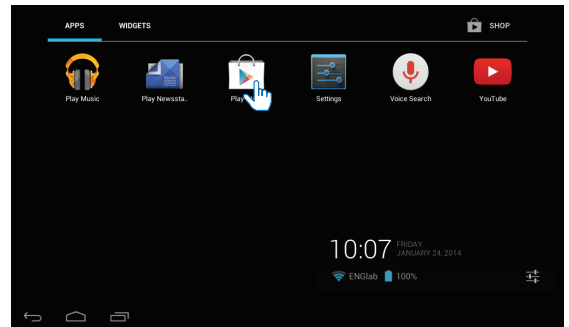 APPS WIDGETS SHOP
Play Music Play Newssta.. Play Settings Voice Search YouTube
10:07 FRIDAY
JANUARY 24, 2014
ENGlab 100%